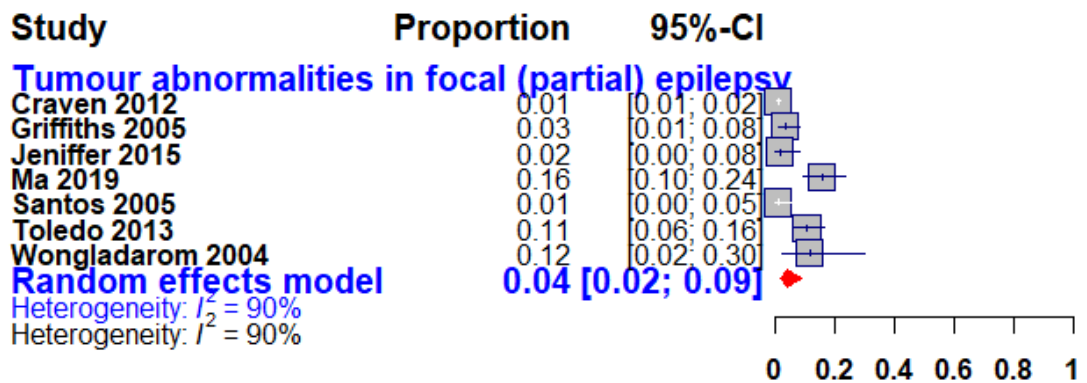 Study Proportion 95%-CI
Tumour abnormalities in focal (partial) epilepsy
Craven 2012 0.01 [0.01; 0.02]
Griffiths 2005 0.03 [0.01; 0.08]
Jeniffer 2015 0.02 [0.00; 0.08]
Ma 2019 0.16 [0.10; 0.24]
Santos 2005 0.01 [0.00; 0.05]
Toledo 2013 0.11 [0.06; 0.16]
Wongladarom 2004 0.12 [0.02; 0.30]
Random effects model 0.04 [0.02; 0.09]
Heterogeneity: I² = 90%
Heterogeneity: I² = 90%
0 0.2 0.4 0.6 0.8 1